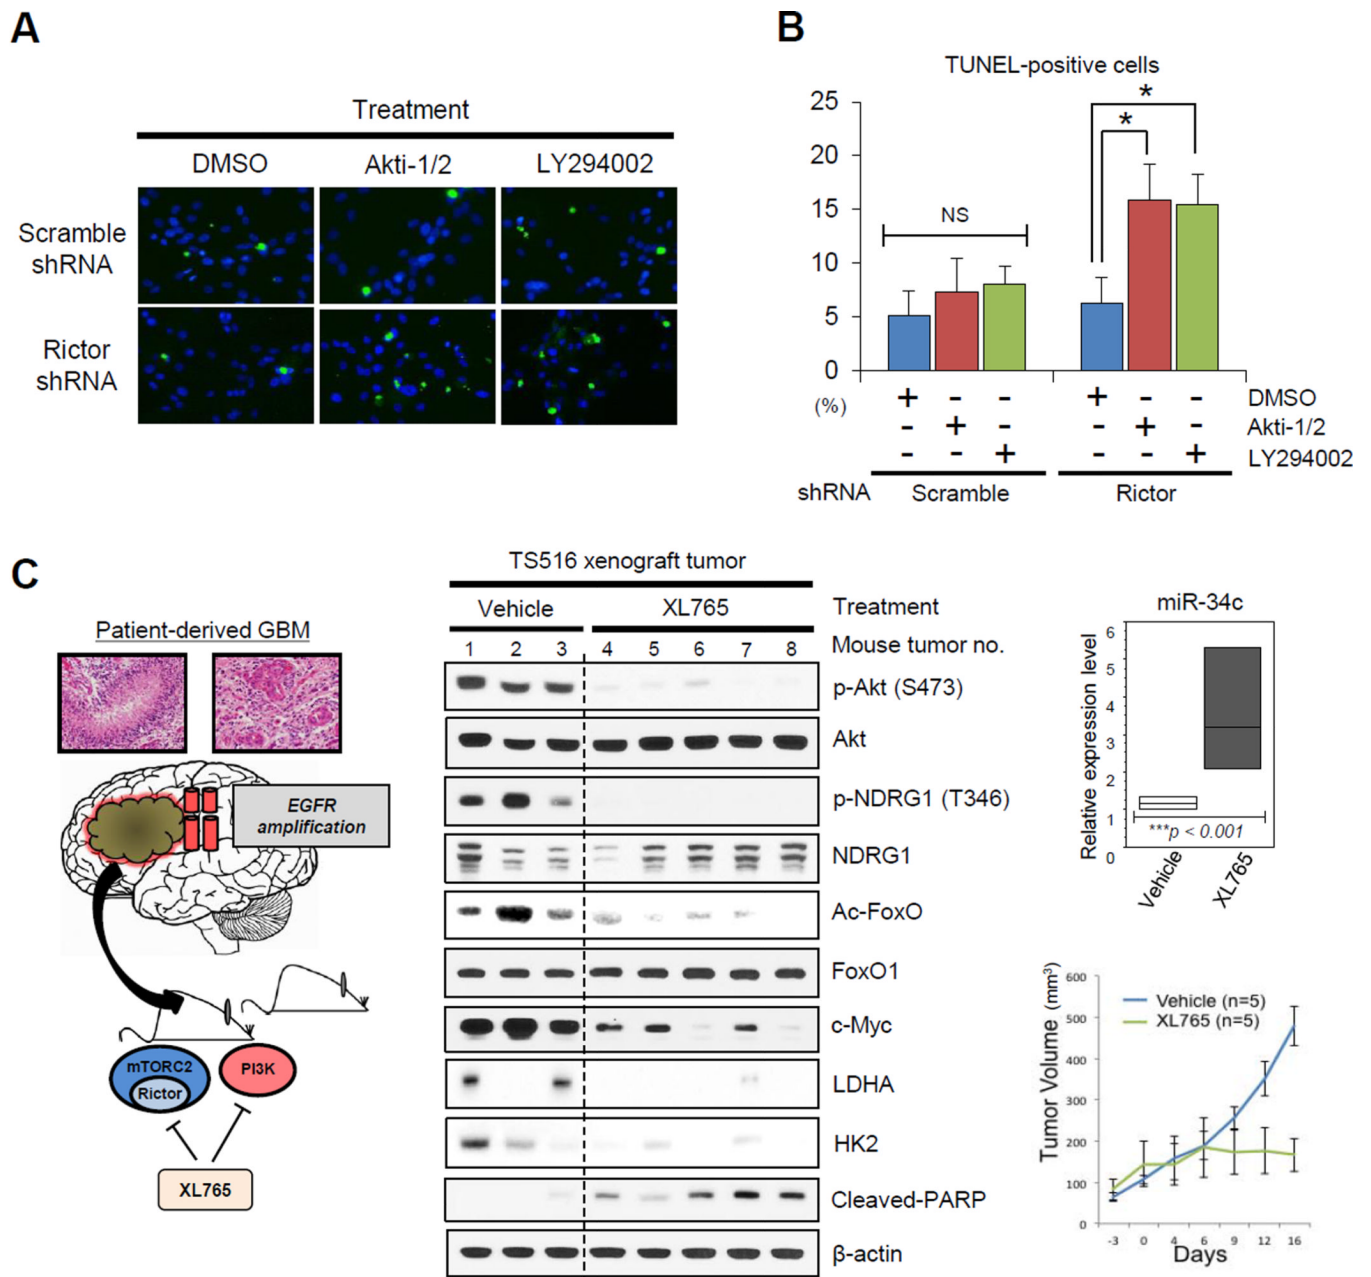 A
Treatment
DMSO Akti-1/2 LY294002
Scramble
shRNA
Rictor
shRNA
B
TUNEL-positive cells
25
20
15
10
5
0
(%)
NS
*
*
+ - - + - - DMSO
- + - - + - Akti-1/2
- - + - - + LY294002
shRNA Scramble Rictor
C
Patient-derived GBM
EGFR
amplification
mTORC2
Rictor
PI3K
XL765
TS516 xenograft tumor
Vehicle XL765 Treatment
1 2 3 4 5 6 7 8 Mouse tumor no.
p-Akt (S473)
Akt
p-NDRG1 (T346)
NDRG1
Ac-FoxO
FoxO1
c-Myc
LDHA
HK2
Cleaved-PARP
β-actin
miR-34c
Relative expression level
6
5
4
3
2
1
0
***p < 0.001
Vehicle
XL765
Tumor Volume (mm³)
600
500
400
300
200
100
0
Vehicle (n=5)
XL765 (n=5)
-3 0 4 6 9 12 16
Days